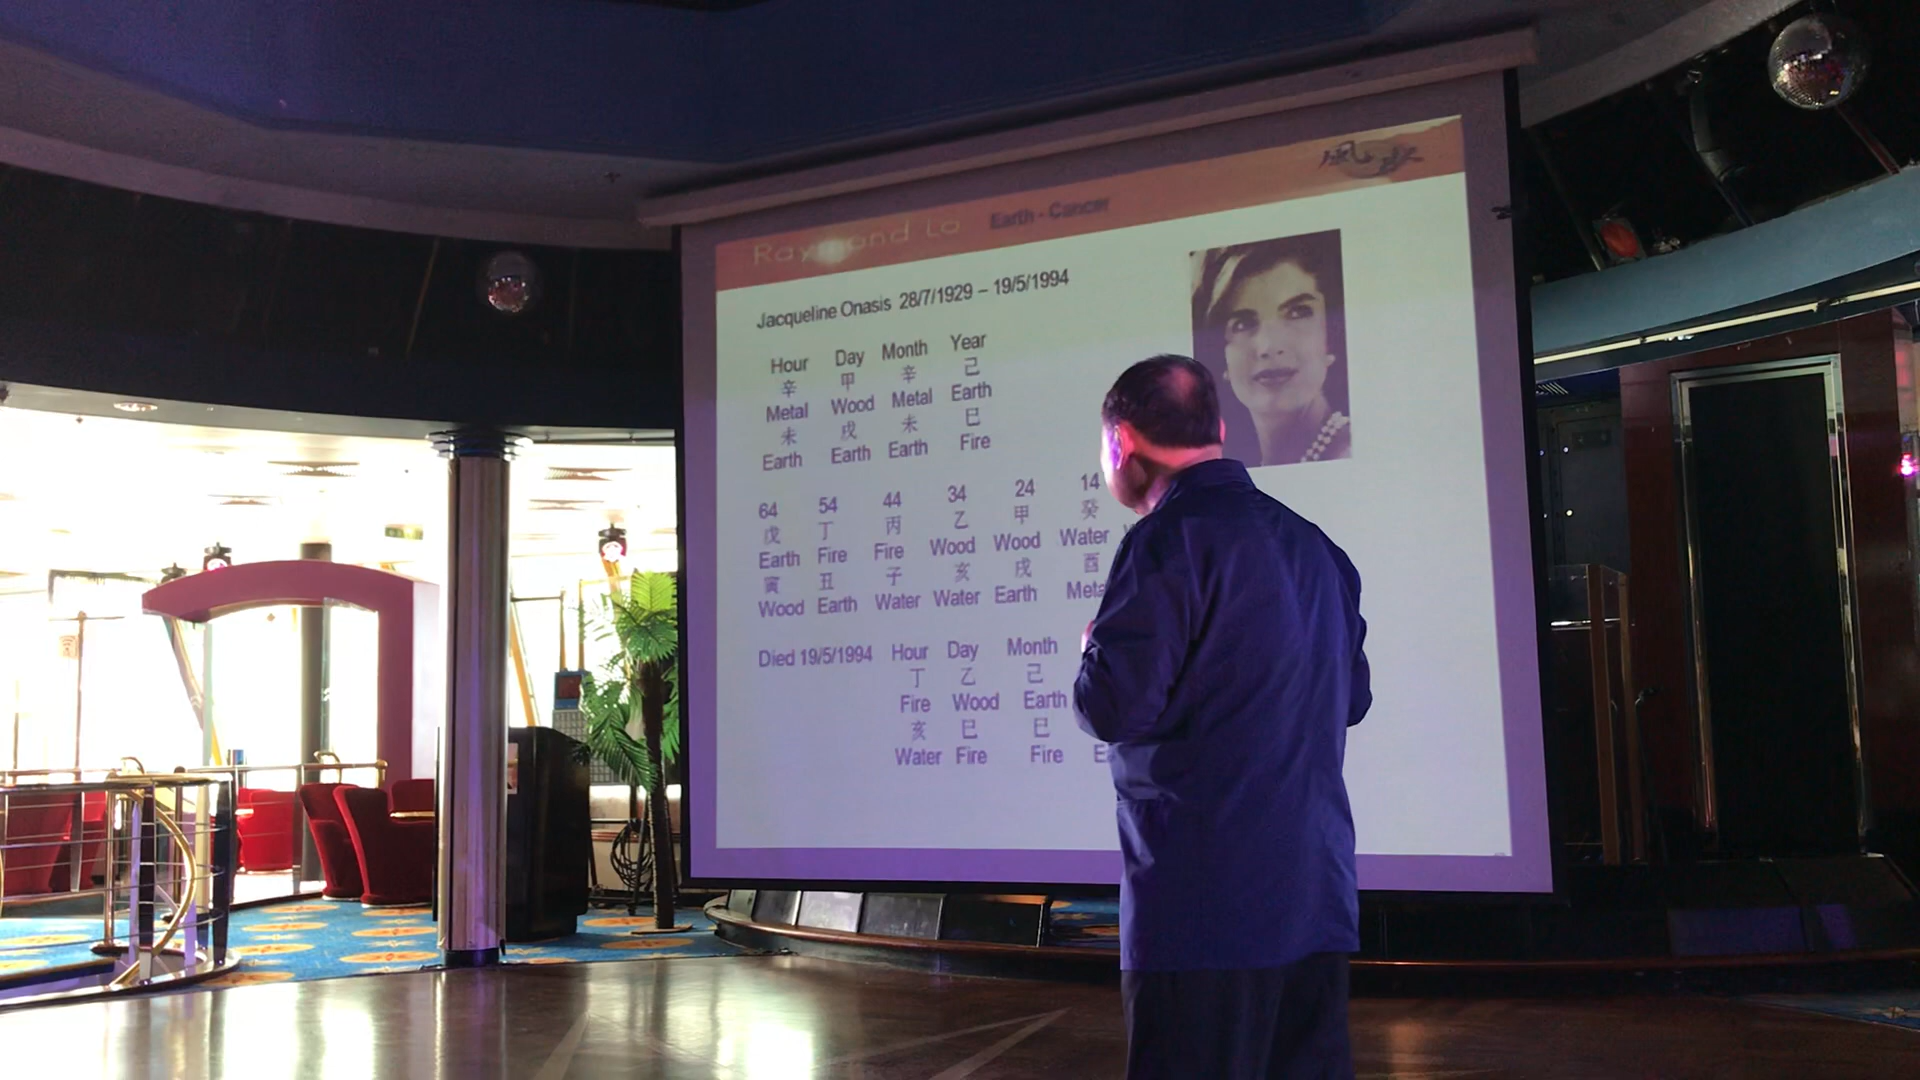 風水
Raymond Lo Earth - Cancer
Jacqueline Onasis 28/7/1929 – 19/5/1994
Hour Day Month Year
辛 甲 辛 己
Metal Wood Metal Earth
未 戌 未 巳
Earth Earth Earth Fire
64 54 44 34 24 14
戊 丁 丙 乙 甲 癸
Earth Fire Fire Wood Wood Water
寅 丑 子 亥 戌 酉
Wood Earth Water Water Earth
Died 19/5/1994 Hour Day Month
丁 乙 己
Fire Wood Earth
亥 巳 巳
Water Fire Fire